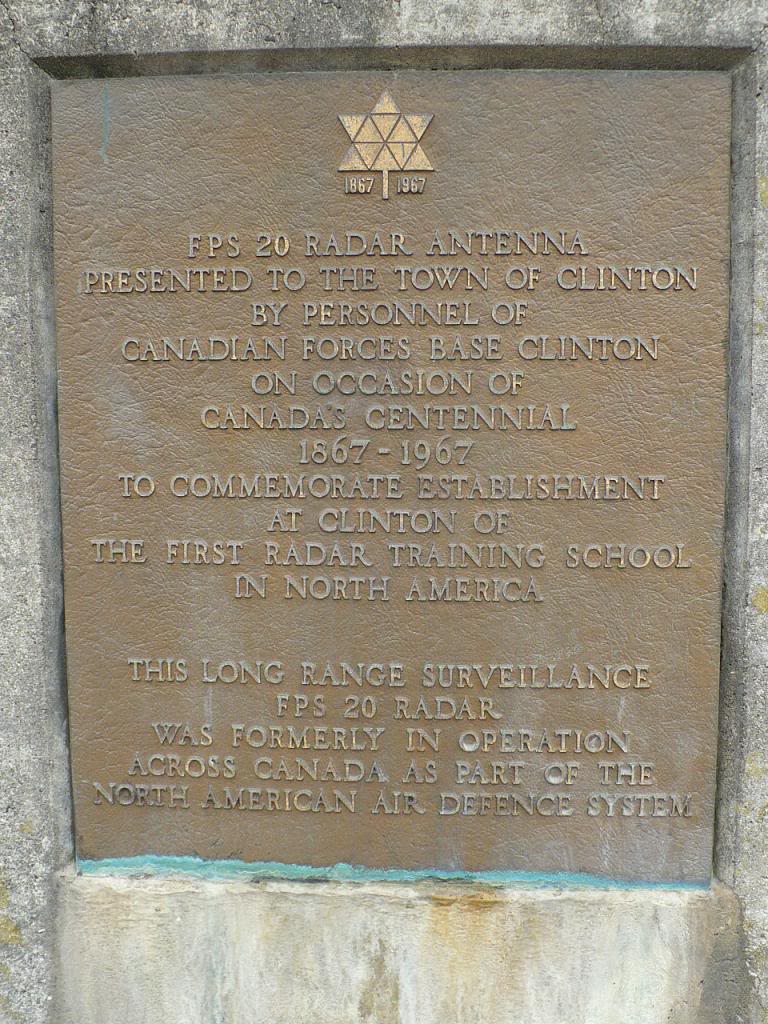 1867 1967
FPS 20 RADAR ANTENNA
PRESENTED TO THE TOWN OF CLINTON
BY PERSONNEL OF
CANADIAN FORCES BASE CLINTON
ON OCCASION OF
CANADA'S CENTENNIAL
1867-1967
TO COMMEMORATE ESTABLISHMENT
AT CLINTON OF
THE FIRST RADAR TRAINING SCHOOL
IN NORTH AMERICA
THIS LONG RANGE SURVEILLANCE
FPS 20 RADAR
WAS FORMERLY IN OPERATION
ACROSS CANADA AS PART OF THE
NORTH AMERICAN AIR DEFENCE SYSTEM